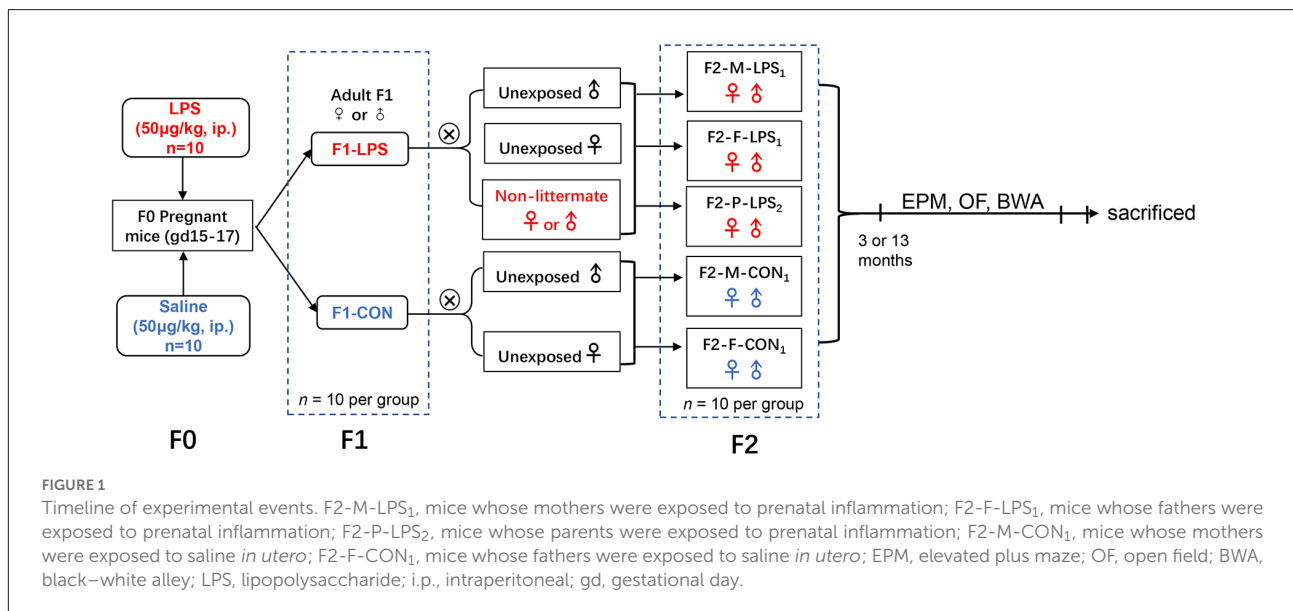 LPS
(50μg/kg, ip.)
n=10
F0 Pregnant
mice (gd15-17)
Saline
(50μg/kg, ip.)
n=10
F0
Adult F1
♀ or ♂
F1-LPS
F1-CON
n = 10 per group
F1
Unexposed ♂
Unexposed ♀
Non-littermate
♀ or ♂
Unexposed ♂
Unexposed ♀
F2-M-LPS₁
♀ ♂
F2-F-LPS₁
♀ ♂
F2-P-LPS₂
♀ ♂
F2-M-CON₁
♀ ♂
F2-F-CON₁
♀ ♂
n = 10 per group
F2
EPM, OF, BWA
3 or 13
months
sacrificed
FIGURE 1
Timeline of experimental events. F2-M-LPS₁, mice whose mothers were exposed to prenatal inflammation; F2-F-LPS₁, mice whose fathers were
exposed to prenatal inflammation; F2-P-LPS₂, mice whose parents were exposed to prenatal inflammation; F2-M-CON₁, mice whose mothers
were exposed to saline in utero; F2-F-CON₁, mice whose fathers were exposed to saline in utero; EPM, elevated plus maze; OF, open field; BWA,
black–white alley; LPS, lipopolysaccharide; i.p., intraperitoneal; gd, gestational day.